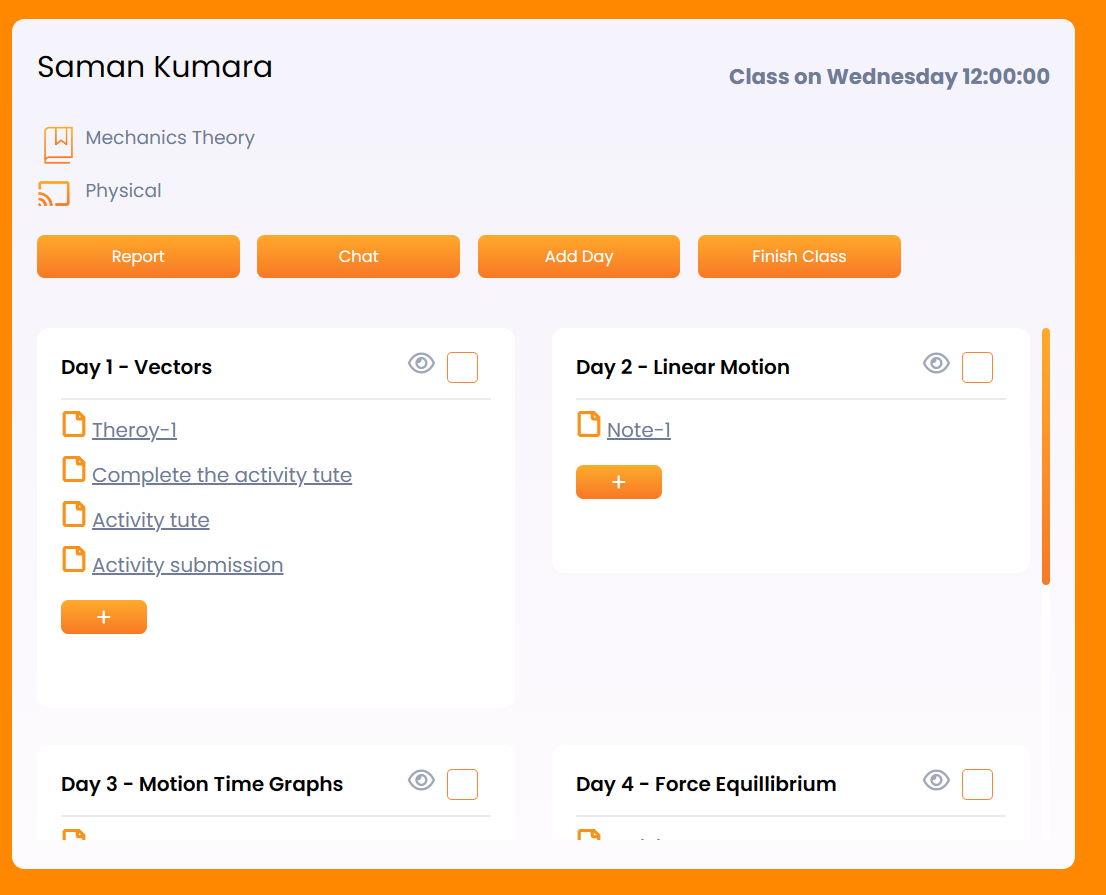 Saman Kumara
Class on Wednesday 12:00:00
Mechanics Theory
Physical
Report
Chat
Add Day
Finish Class
Day 1 - Vectors
Theroy-1
Complete the activity tute
Activity tute
Activity submission
+
Day 2 - Linear Motion
Note-1
+
Day 3 - Motion Time Graphs
Day 4 - Force Equillibrium